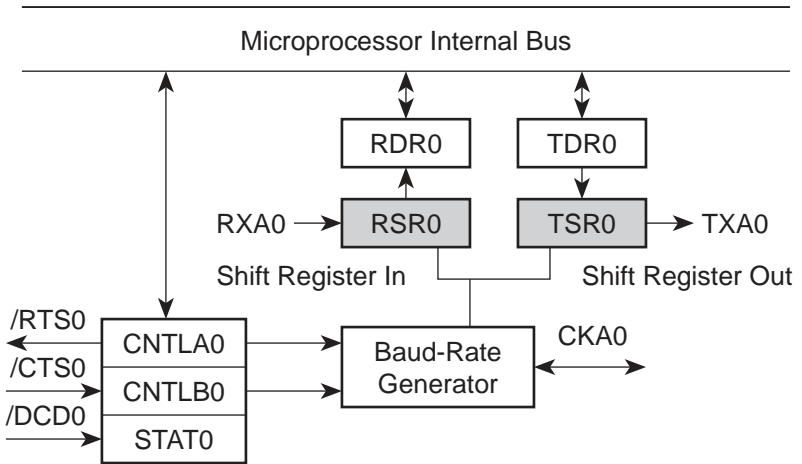 Microprocessor Internal Bus
RDR0
TDR0
RXA0
RSR0
TSR0
TXA0
Shift Register In
Shift Register Out
/RTS0
CNTLA0
Baud-Rate
Generator
CKA0
/CTS0
CNTLB0
/DCD0
STAT0